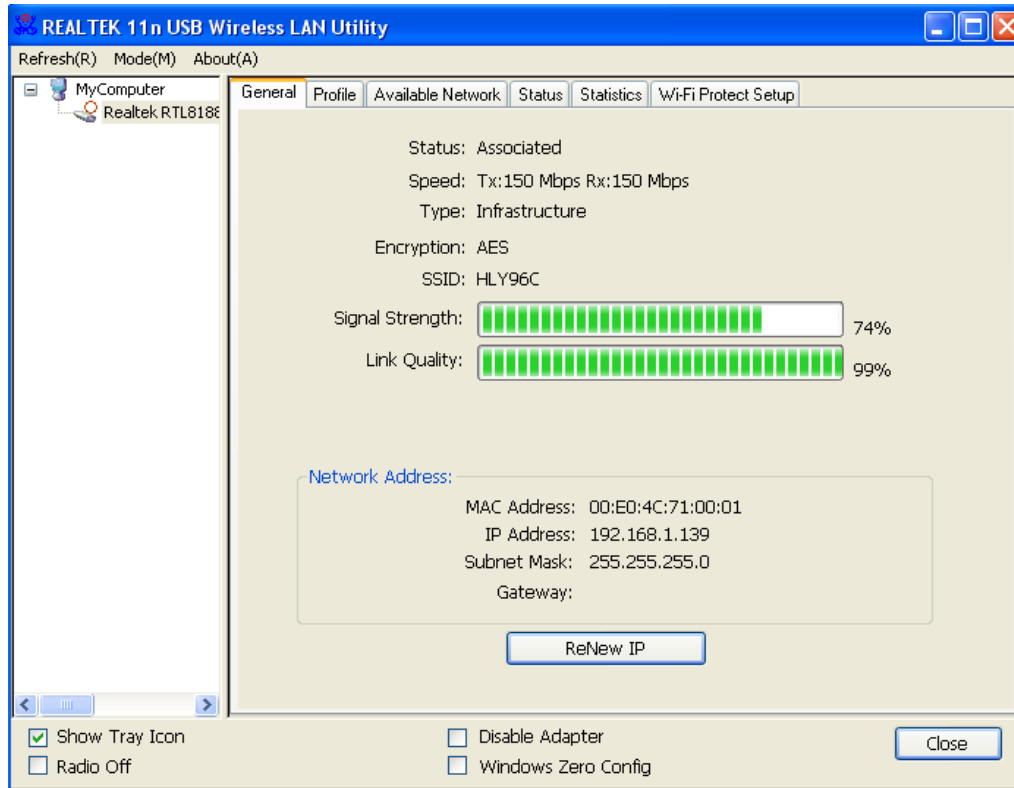 REALTEK 11n USB Wireless LAN Utility
Refresh(R) Mode(M) About(A)
MyComputer
Realtek RTL8188
General Profile Available Network Status Statistics Wi-Fi Protect Setup
Status: Associated
Speed: Tx:150 Mbps Rx:150 Mbps
Type: Infrastructure
Encryption: AES
SSID: HLY96C
Signal Strength: 74%
Link Quality: 99%
Network Address:
MAC Address: 00:E0:4C:71:00:01
IP Address: 192.168.1.139
Subnet Mask: 255.255.255.0
Gateway:
ReNew IP
Show Tray Icon Disable Adapter Close
Radio Off Windows Zero Config